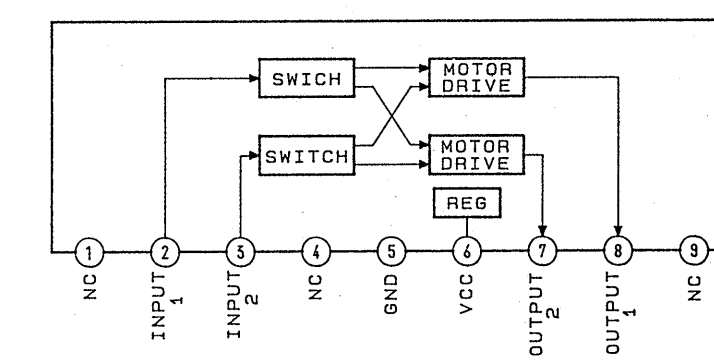 SWICH
MOTOR
DRIVE
SWITCH
MOTOR
DRIVE
REG
1
2
3
4
5
6
7
8
9
NC
INPUT
1
INPUT
2
NC
GND
VCC
OUTPUT
2
OUTPUT
1
NC